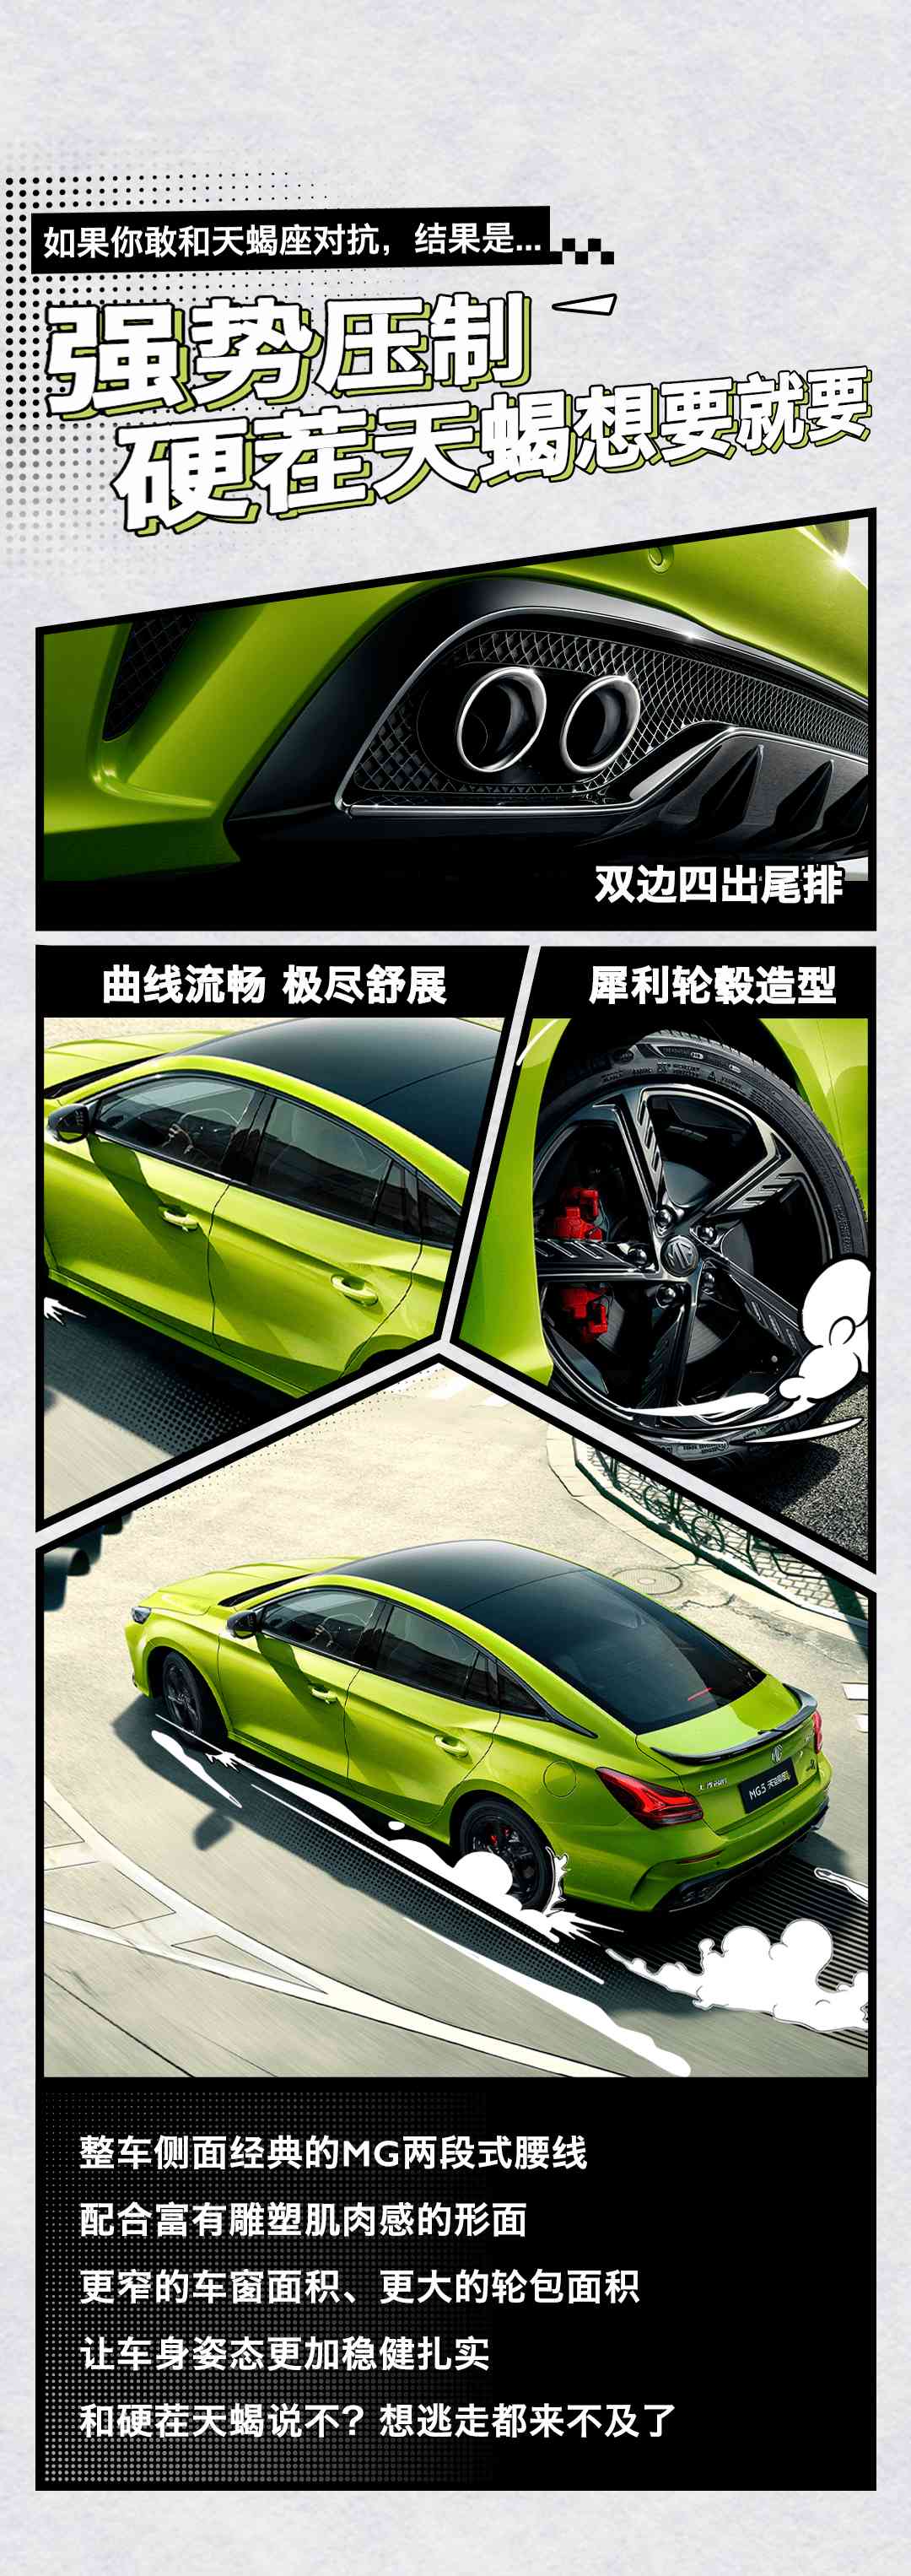 如果你敢和天蝎座对抗，结果是...
强势压制
硬茬天蝎想要就要
双边四出尾排
曲线流畅 极尽舒展
犀利轮毂造型
MG
MG5 天蝎座
整车侧面经典的MG两段式腰线
配合富有雕塑肌肉感的形面
更窄的车窗面积、更大的轮包面积
让车身姿态更加稳健扎实
和硬茬天蝎说不？想逃走都来不及了